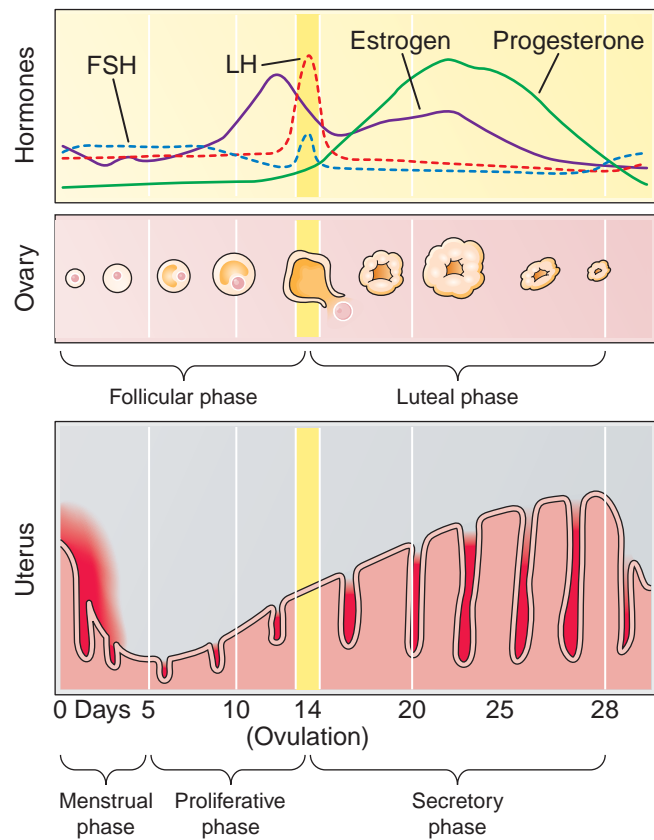 Hormones
FSH
LH
Estrogen
Progesterone
Ovary
Follicular phase
Luteal phase
Uterus
0 Days 5 10 14 20 25 28
(Ovulation)
Menstrual
phase
Proliferative
phase
Secretory
phase